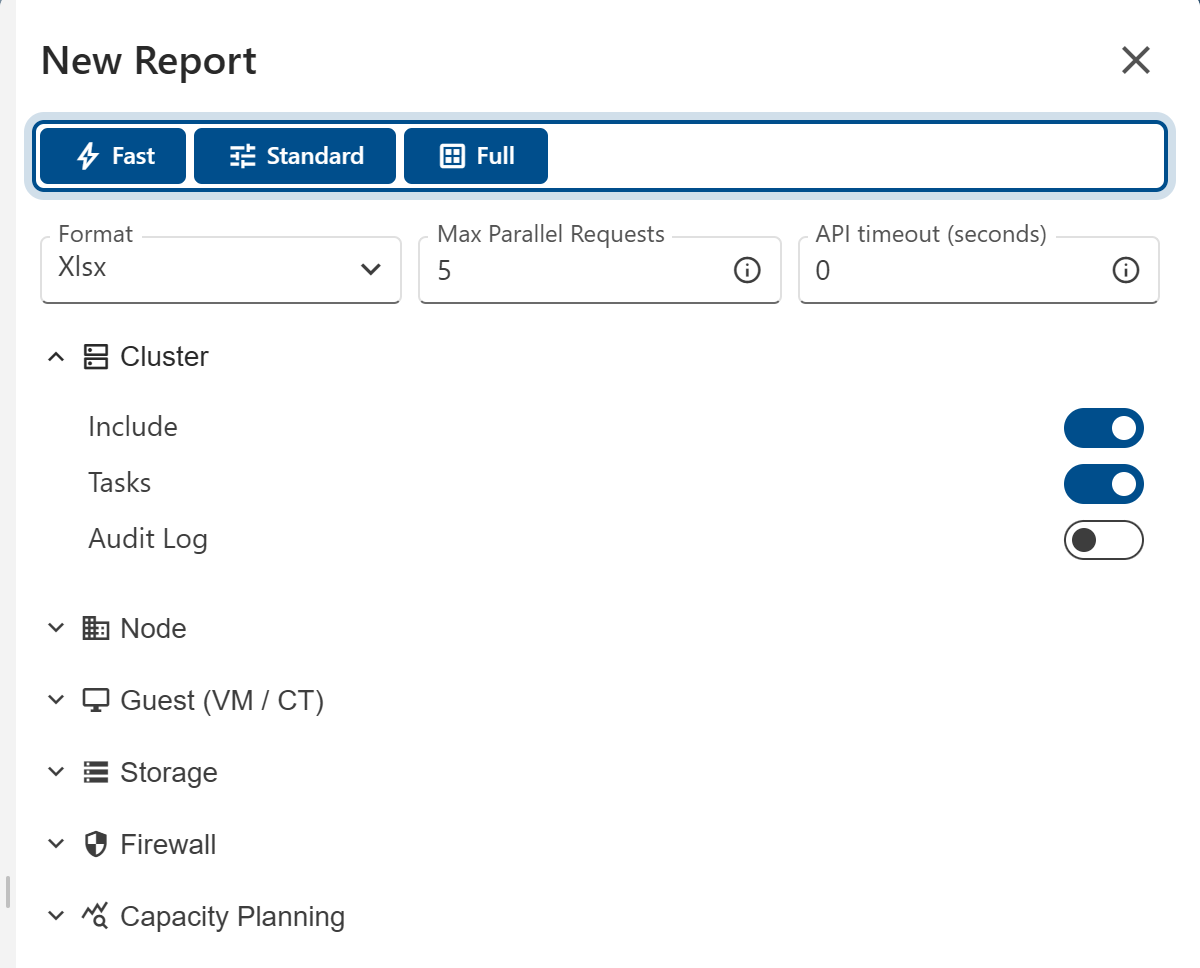 New Report
Fast Standard Full
Format Max Parallel Requests API timeout (seconds)
Xlsx 5 0
Cluster
Include
Tasks
Audit Log
Node
Guest (VM / CT)
Storage
Firewall
Capacity Planning